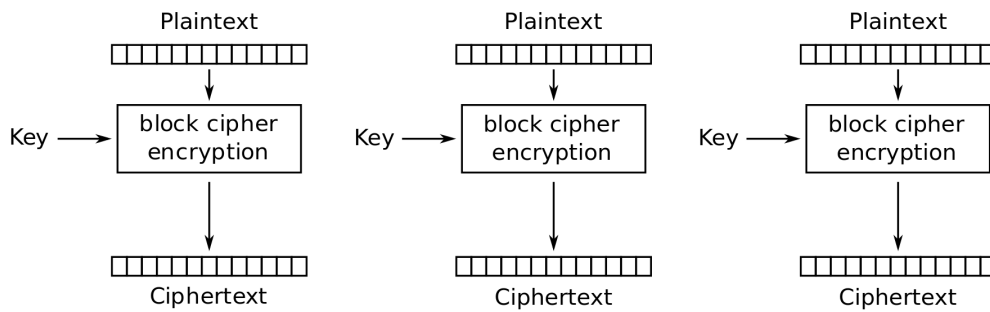 Plaintext Plaintext Plaintext
Key block cipher encryption Key block cipher encryption Key block cipher encryption
Ciphertext Ciphertext Ciphertext